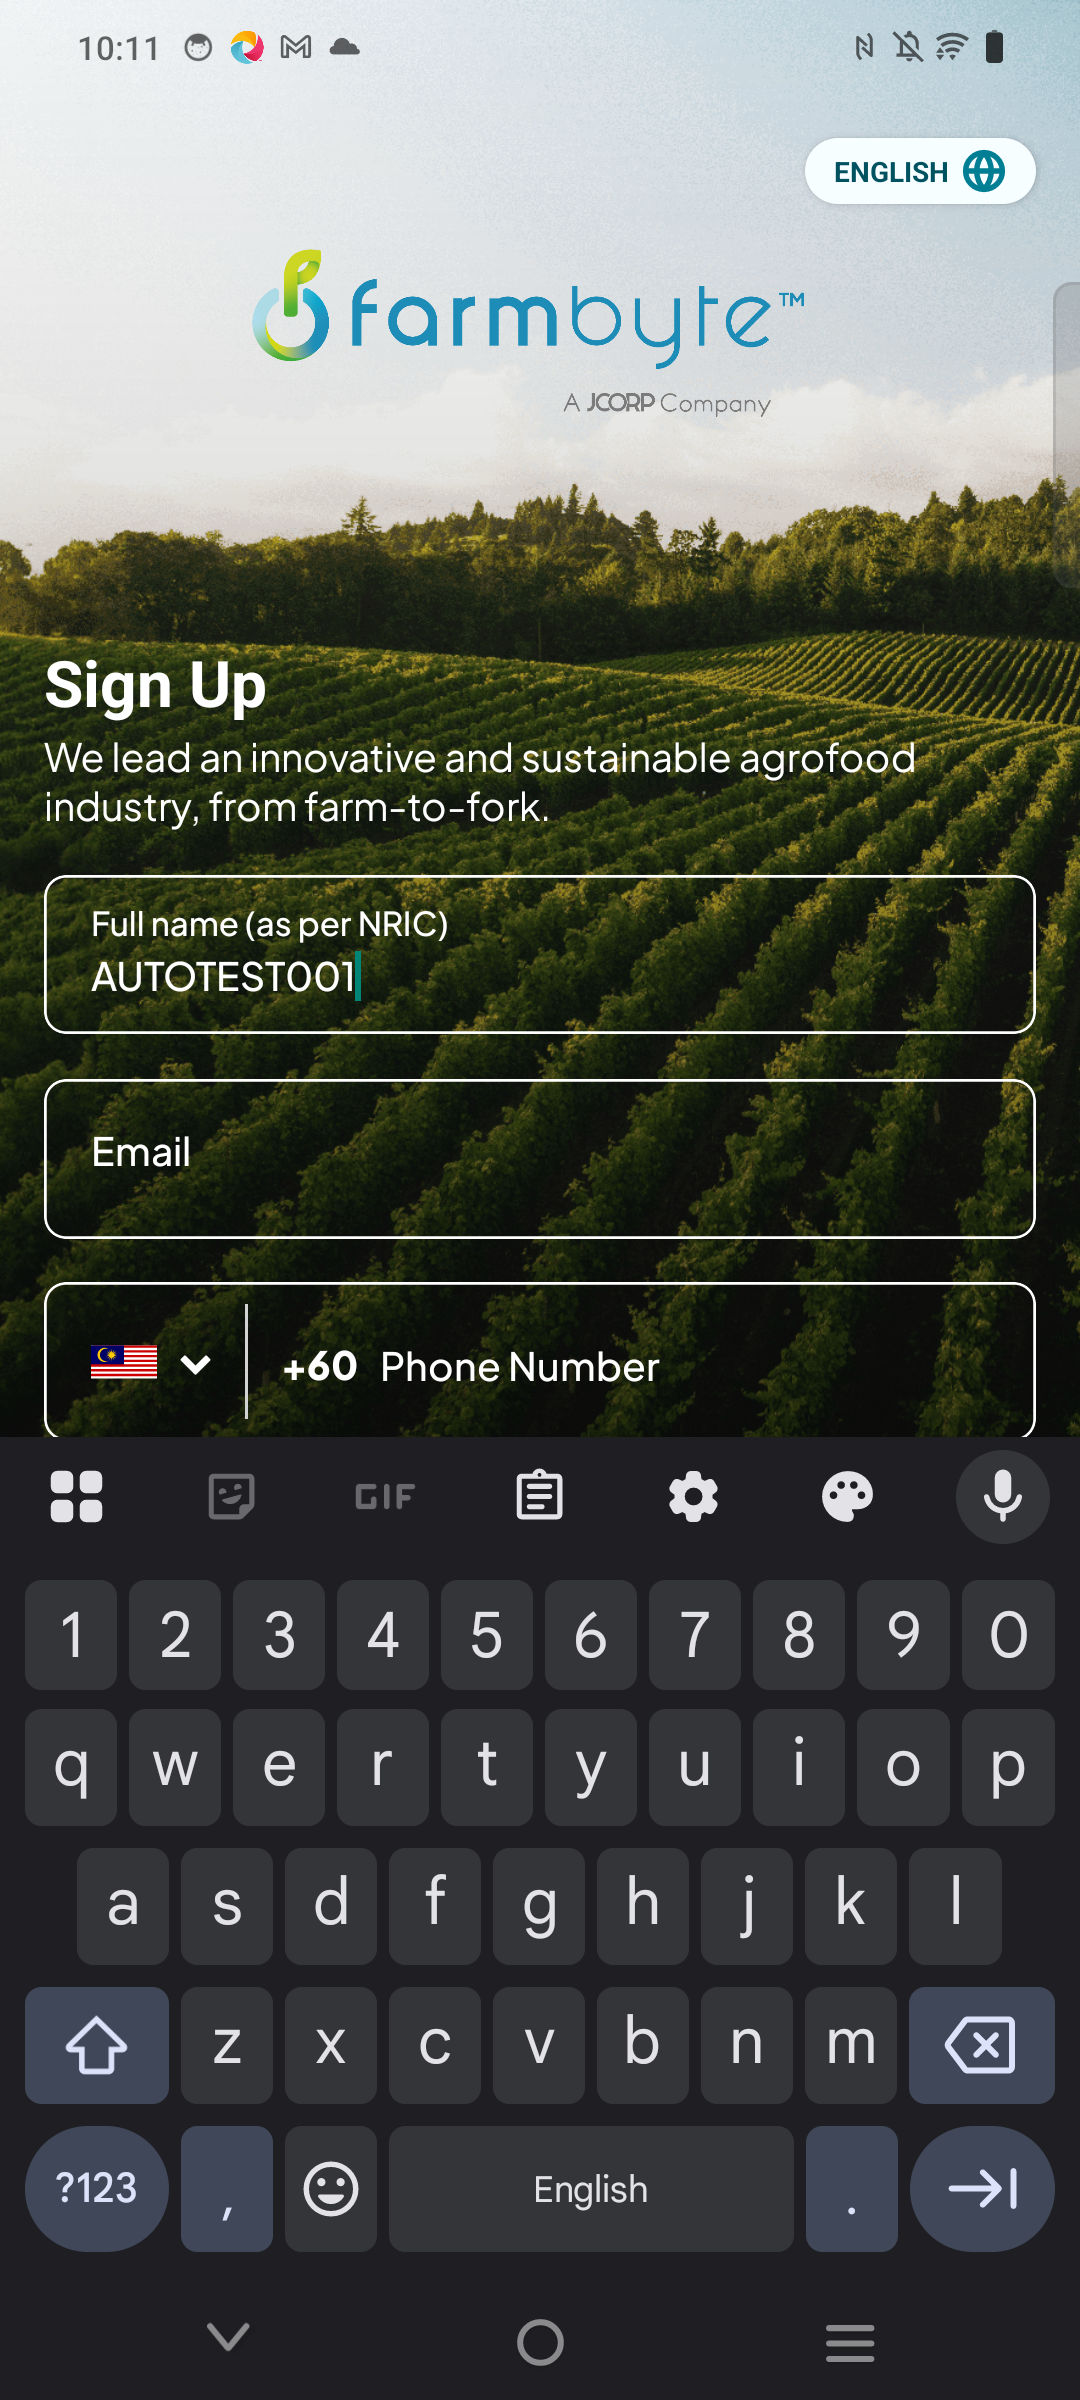 10:11
ENGLISH
farmbyte™
A JCORP Company
Sign Up
We lead an innovative and sustainable agrofood
industry, from farm-to-fork.
Full name (as per NRIC)
AUTOTEST001
Email
+60 Phone Number
GIF
1 2 3 4 5 6 7 8 9 0
q w e r t y u i o p
a s d f g h j k l
z x c v b n m
?123 , English .